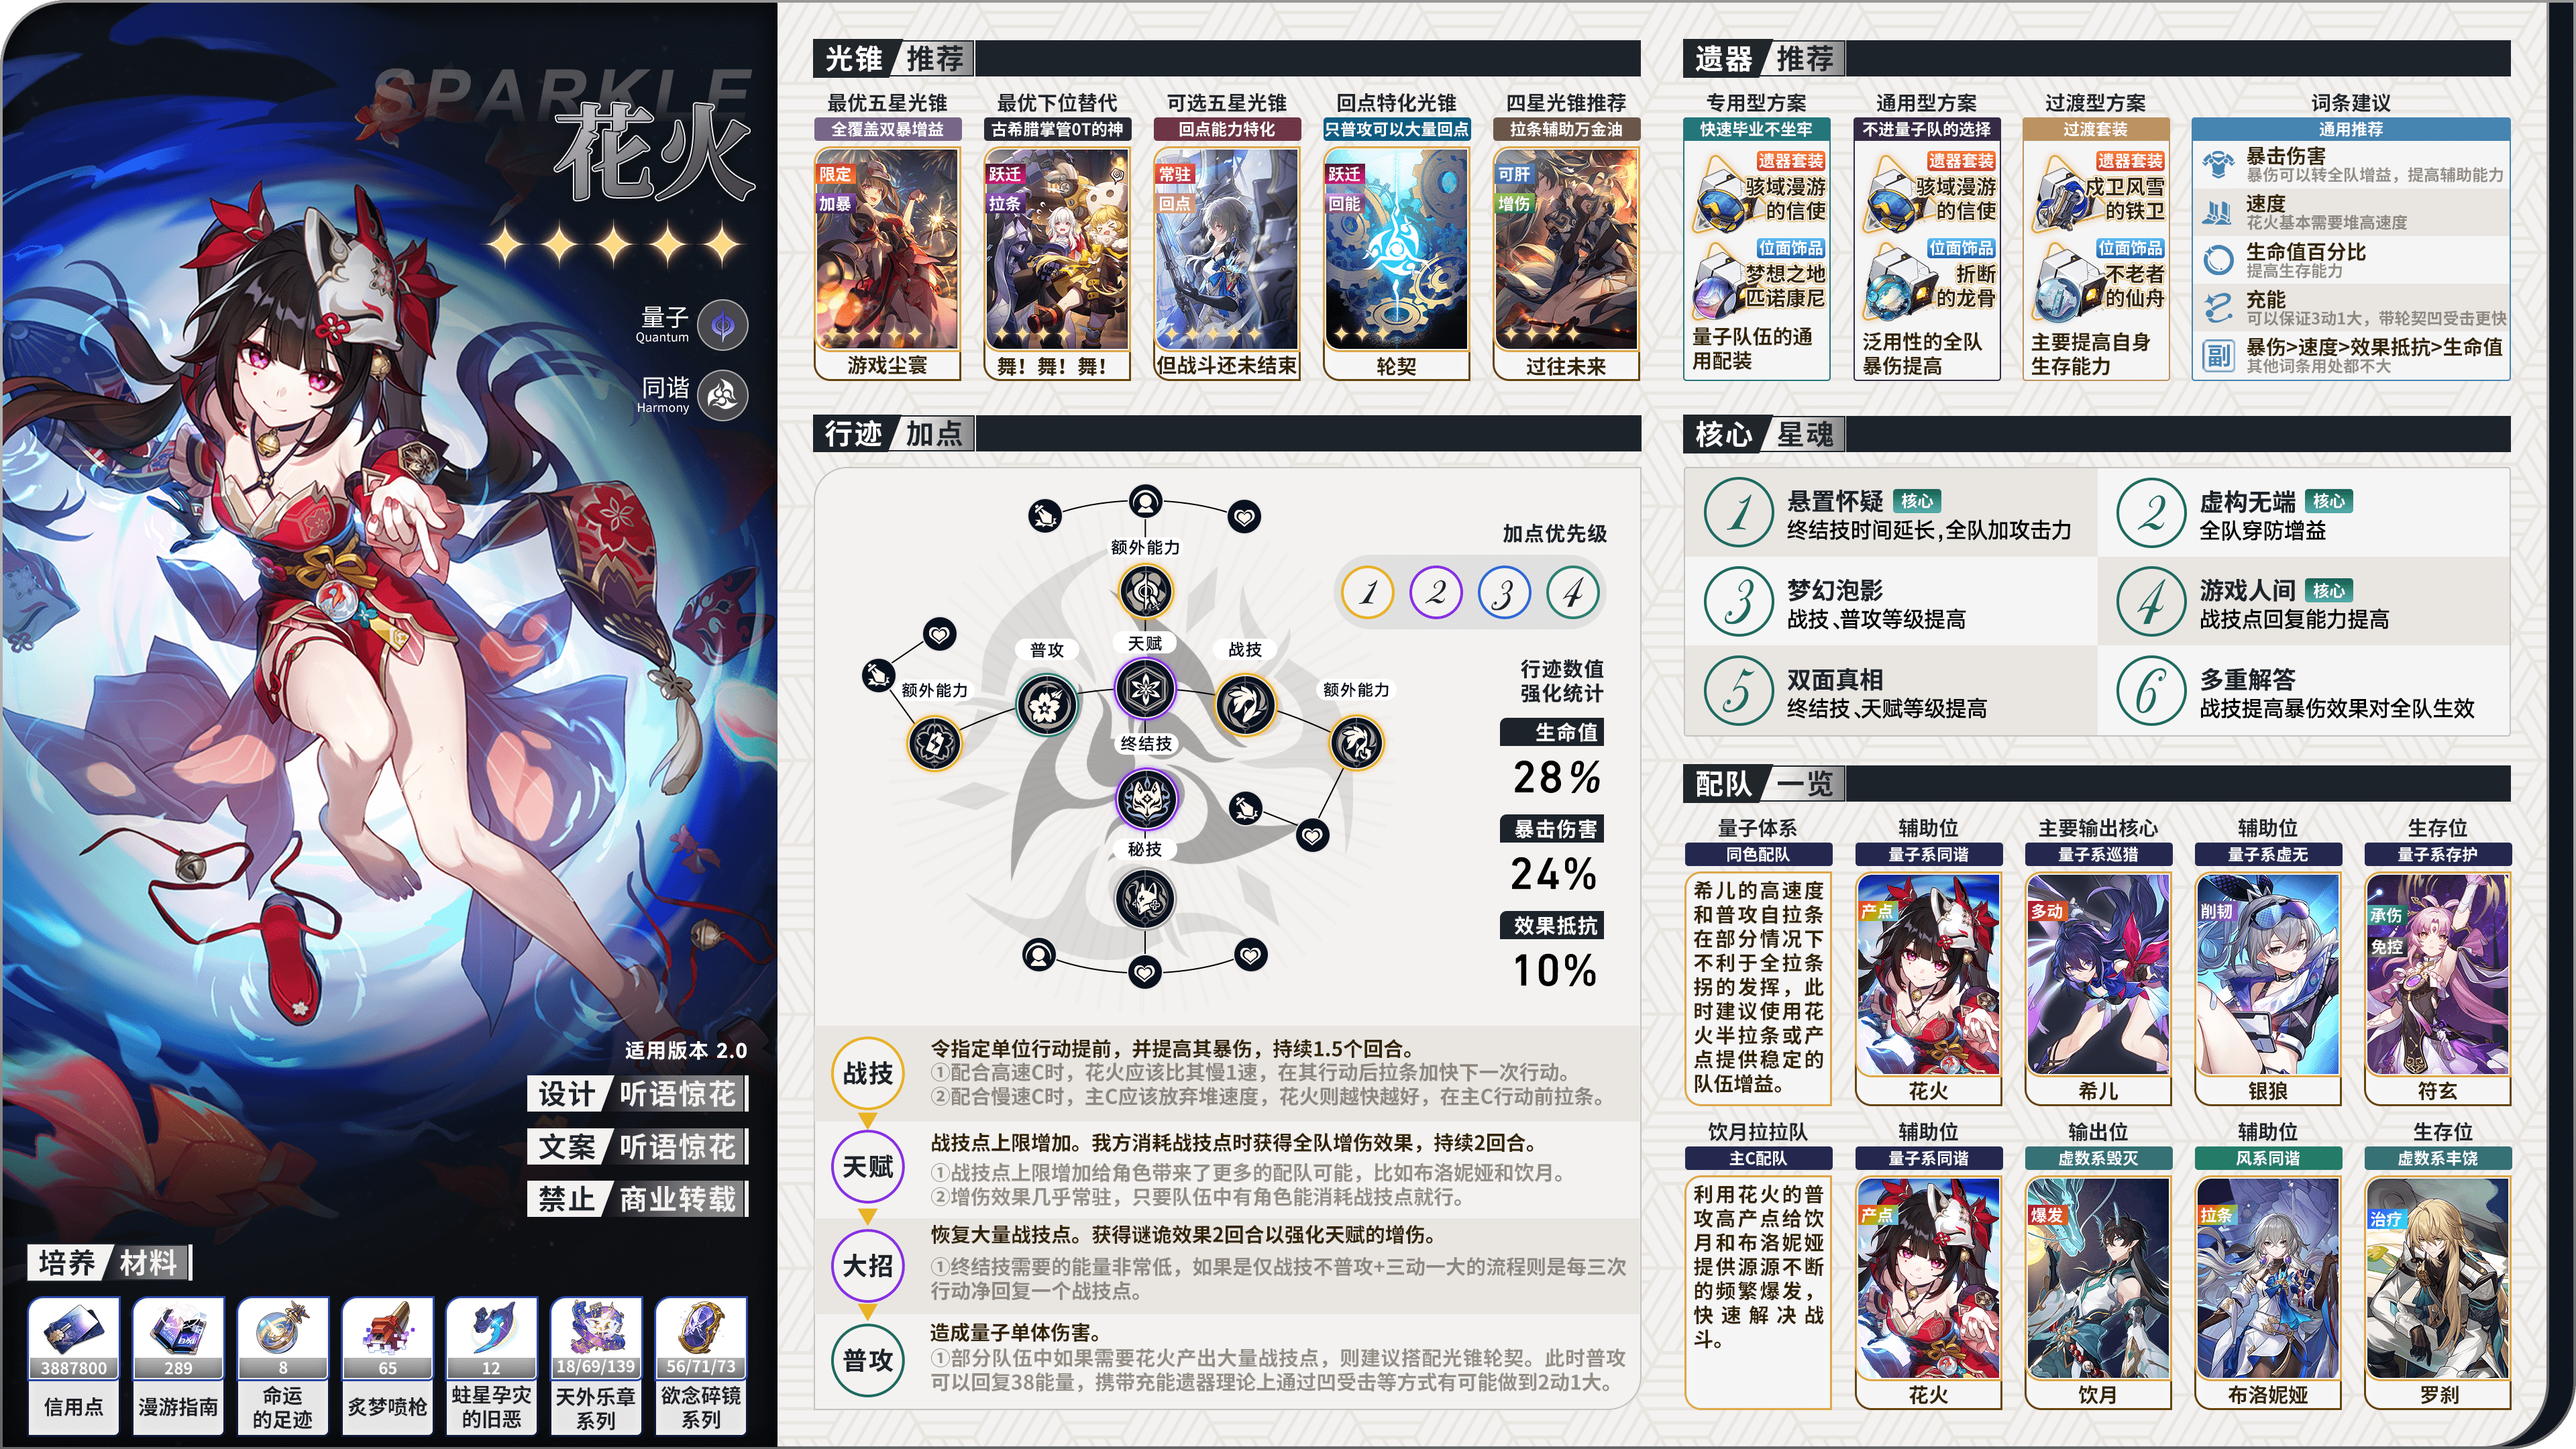 SPARKLE
花火
量子
Quantum
同谐
Harmony
适用版本 2.0
设计 听语惊花
文案 听语惊花
禁止 商业转载
培养 材料
3887800
信用点
289
漫游指南
8
命运
的足迹
65
炙梦喷枪
12
蛀星孕灾
的旧恶
18/69/139
天外乐章
系列
56/71/73
欲念碎镜
系列
光锥 推荐
最优五星光锥
全覆盖双暴增益
限定
加暴
游戏尘寰
最优下位替代
古希腊掌管0T的神
跃迁
拉条
舞！舞！舞！
可选五星光锥
回点能力特化
常驻
回点
但战斗还未结束
回点特化光锥
只普攻可以大量回点
跃迁
回能
轮契
四星光锥推荐
拉条辅助万金油
可肝
增伤
过往未来
行迹 加点
额外能力
天赋
普攻
战技
额外能力
额外能力
终结技
秘技
加点优先级
1 2 3 4
行迹数值
强化统计
生命值
28%
暴击伤害
24%
效果抵抗
10%
战技
令指定单位行动提前，并提高其暴伤，持续1.5个回合。
①配合高速C时，花火应该比其慢1速，在其行动后拉条加快下一次行动。
②配合慢速C时，主C应该放弃堆速度，花火则越快越好，在主C行动前拉条。
天赋
战技点上限增加。我方消耗战技点时获得全队增伤效果，持续2回合。
①战技点上限增加给角色带来了更多的配队可能，比如布洛妮娅和饮月。
②增伤效果几乎常驻，只要队伍中有角色能消耗战技点就行。
大招
恢复大量战技点。获得谜诡效果2回合以强化天赋的增伤。
①终结技需要的能量非常低，如果是仅战技不普攻+三动一大的流程则是每三次
行动净回复一个战技点。
普攻
造成量子单体伤害。
①部分队伍中如果需要花火产出大量战技点，则建议搭配光锥轮契。此时普攻
可以回复38能量，携带充能遗器理论上通过凹受击等方式有可能做到2动1大。
遗器 推荐
专用型方案
快速毕业不坐牢
遗器套装
骇域漫游
的信使
位面饰品
梦想之地
匹诺康尼
量子队伍的通
用配装
通用型方案
不进量子队的选择
遗器套装
骇域漫游
的信使
位面饰品
折断
的龙骨
泛用性的全队
暴伤提高
过渡型方案
过渡套装
遗器套装
戍卫风雪
的铁卫
位面饰品
不老者
的仙舟
主要提高自身
生存能力
词条建议
通用推荐
暴击伤害
暴伤可以转全队增益，提高辅助能力
速度
花火基本需要堆高速度
生命值百分比
提高生存能力
充能
可以保证3动1大，带轮契凹受击更快
副
暴伤>速度>效果抵抗>生命值
其他词条用处都不大
核心 星魂
1
悬置怀疑 核心
终结技时间延长,全队加攻击力
2
虚构无端 核心
全队穿防增益
3
梦幻泡影
战技、普攻等级提高
4
游戏人间 核心
战技点回复能力提高
5
双面真相
终结技、天赋等级提高
6
多重解答
战技提高暴伤效果对全队生效
配队 一览
量子体系
同色配队
希儿的高速度
和普攻自拉条
在部分情况下
不利于全拉条
拐的发挥，此
时建议使用花
火半拉条或产
点提供稳定的
队伍增益。
辅助位
量子系同谐
产点
花火
主要输出核心
量子系巡猎
多动
希儿
辅助位
量子系虚无
削韧
银狼
生存位
量子系存护
承伤
免控
符玄
饮月拉拉队
主C配队
利用花火的普
攻高产点给饮
月和布洛妮娅
提供源源不断
的频繁爆发，
快速解决战
斗。
辅助位
量子系同谐
产点
花火
输出位
虚数系毁灭
爆发
饮月
辅助位
风系同谐
拉条
布洛妮娅
生存位
虚数系丰饶
治疗
罗刹